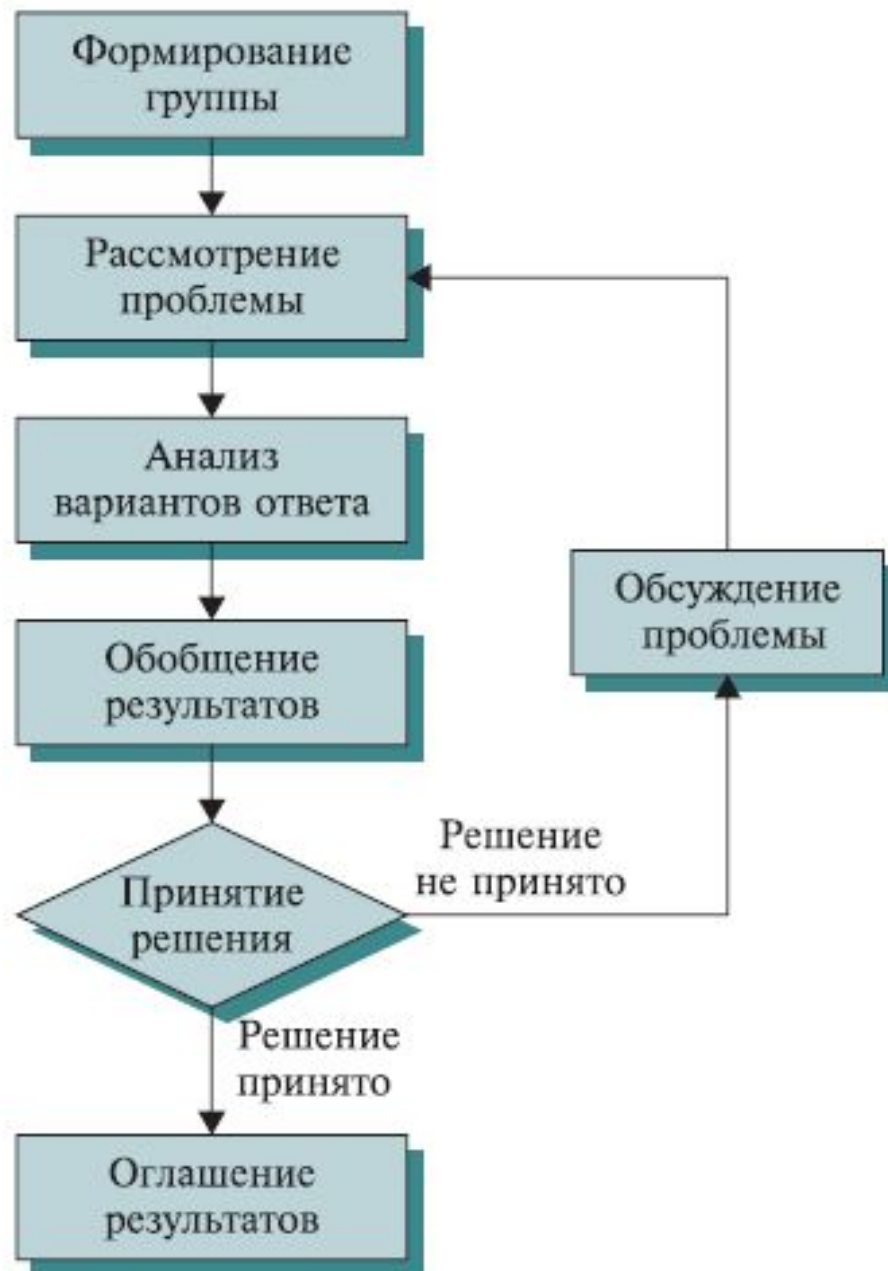 Формирование
группы
Рассмотрение
проблемы
Анализ
вариантов ответа
Обобщение
результатов
Обсуждение
проблемы
Принятие
решения
Решение
не принято
Решение
принято
Оглашение
результатов